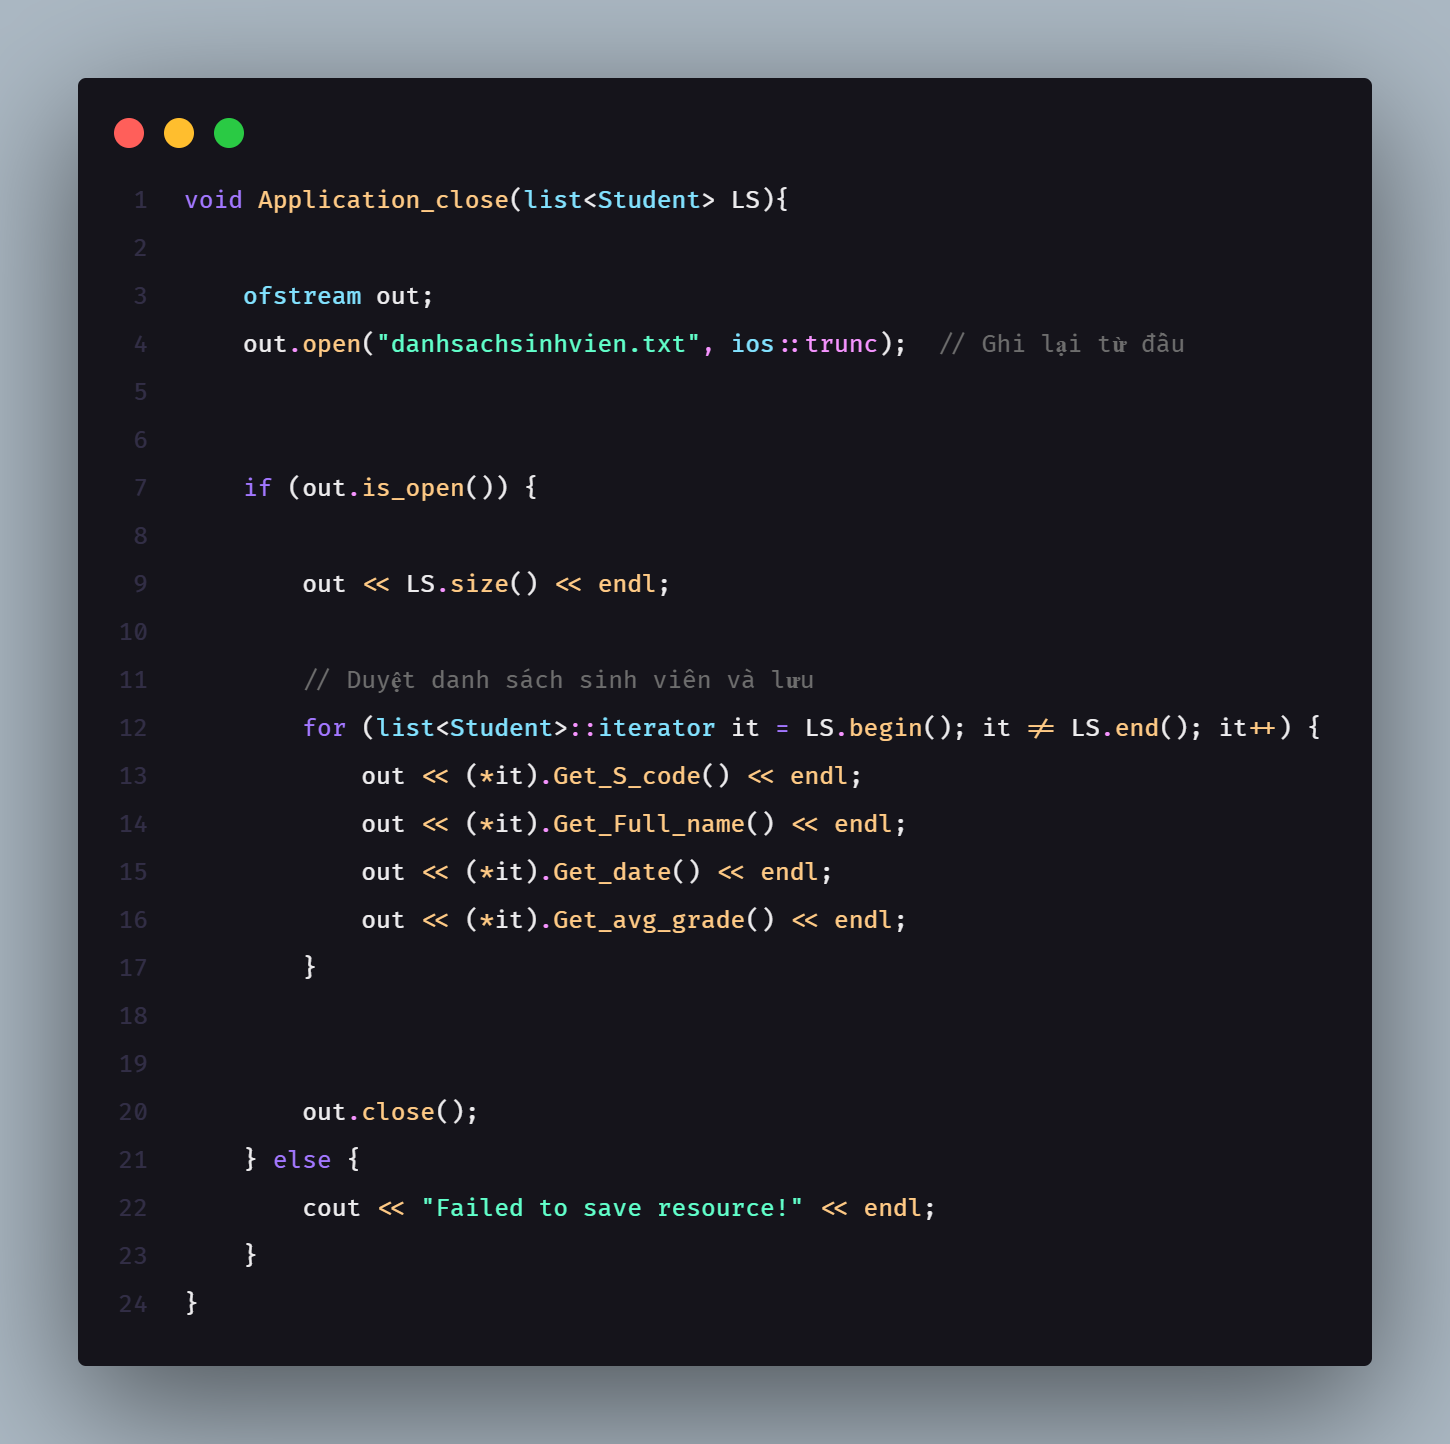 1 void Application_close(list<Student> LS){
2
3 ofstream out;
4 out.open("danhsachsinhvien.txt", ios::trunc);  // Ghi lại từ đầu
5
6
7 if (out.is_open()) {
8
9 out << LS.size() << endl;
10
11 // Duyệt danh sách sinh viên và lưu
12 for (list<Student>::iterator it = LS.begin(); it != LS.end(); it++) {
13 out << (*it).Get_S_code() << endl;
14 out << (*it).Get_Full_name() << endl;
15 out << (*it).Get_date() << endl;
16 out << (*it).Get_avg_grade() << endl;
17 }
18
19
20 out.close();
21 } else {
22 cout << "Failed to save resource!" << endl;
23 }
24 }